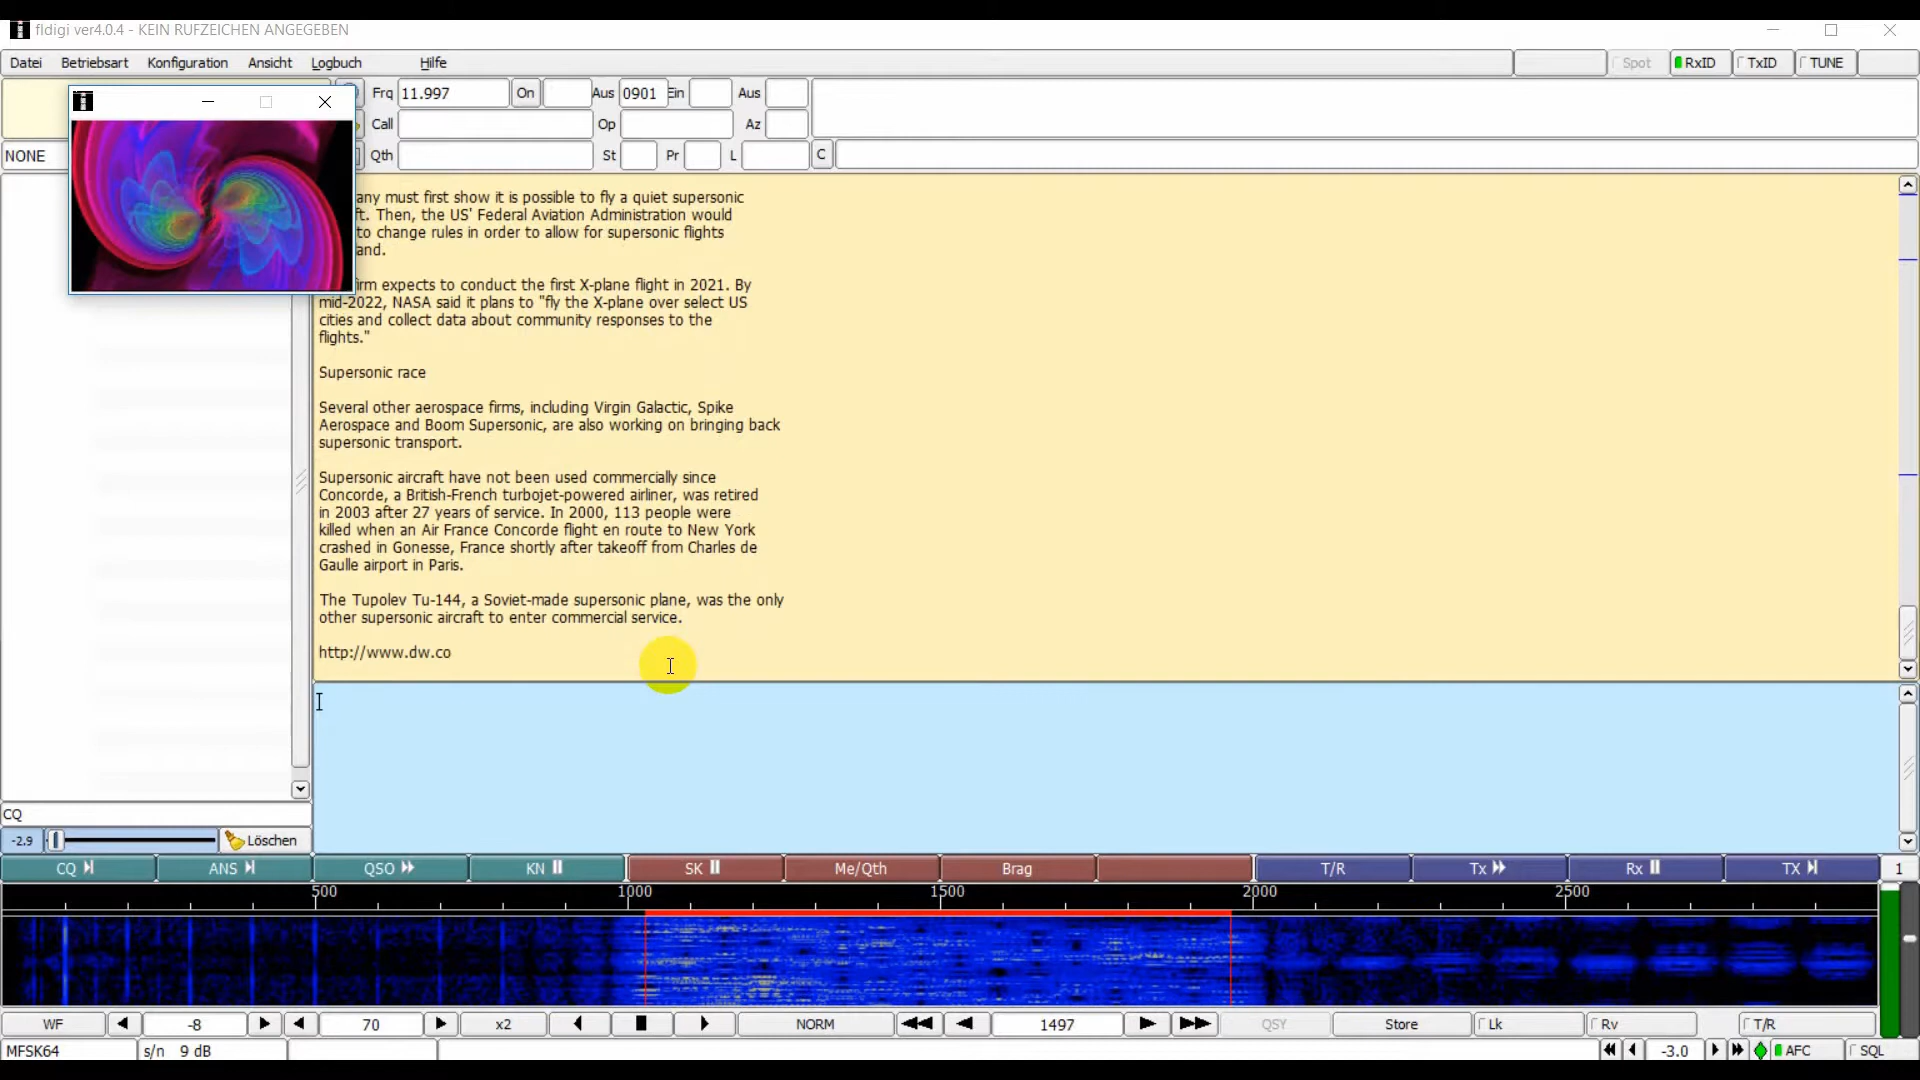 fldigi ver4.0.4 - KEIN RUFZEICHEN ANGEGEBEN
Datei Betriebsart Konfiguration Ansicht Logbuch Hilfe Spot RxID TxID TUNE
Frq 11.997 On Aus 0901 Ein Aus
Call Op Az
NONE Qth St Pr L C
any must first show it is possible to fly a quiet supersonic
t. Then, the US' Federal Aviation Administration would
to change rules in order to allow for supersonic flights
and.
irm expects to conduct the first X-plane flight in 2021. By
mid-2022, NASA said it plans to "fly the X-plane over select US
cities and collect data about community responses to the
flights."
Supersonic race
Several other aerospace firms, including Virgin Galactic, Spike
Aerospace and Boom Supersonic, are also working on bringing back
supersonic transport.
Supersonic aircraft have not been used commercially since
Concorde, a British-French turbojet-powered airliner, was retired
in 2003 after 27 years of service. In 2000, 113 people were
killed when an Air France Concorde flight en route to New York
crashed in Gonesse, France shortly after takeoff from Charles de
Gaulle airport in Paris.
The Tupolev Tu-144, a Soviet-made supersonic plane, was the only
other supersonic aircraft to enter commercial service.
http://www.dw.co
CQ
-2.9 Löschen
CQ ANS QSO KN SK Me/Qth Brag T/R Tx Rx TX 1
500 1000 1500 2000 2500
WF -8 70 x2 NORM 1497 QSY Store Lk Rv T/R
MFSK64 s/n 9 dB -3.0 AFC SQL